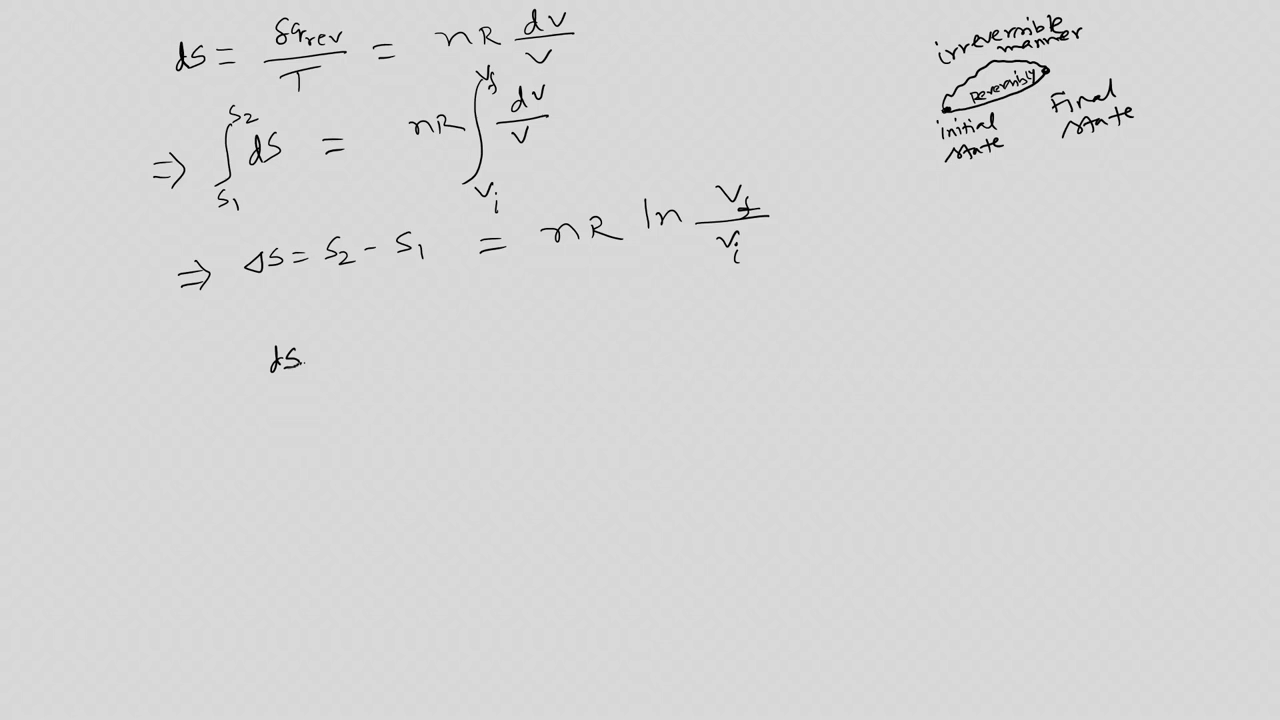 dS = δq_rev / T = nR dV / V
⇒ ∫_{S1}^{S2} dS = nR ∫_{Vi}^{Vf} dV / V
⇒ ΔS = S2 - S1 = nR ln Vf / Vi
dS
irreversible
manner
reversibly
initial
state
Final
state